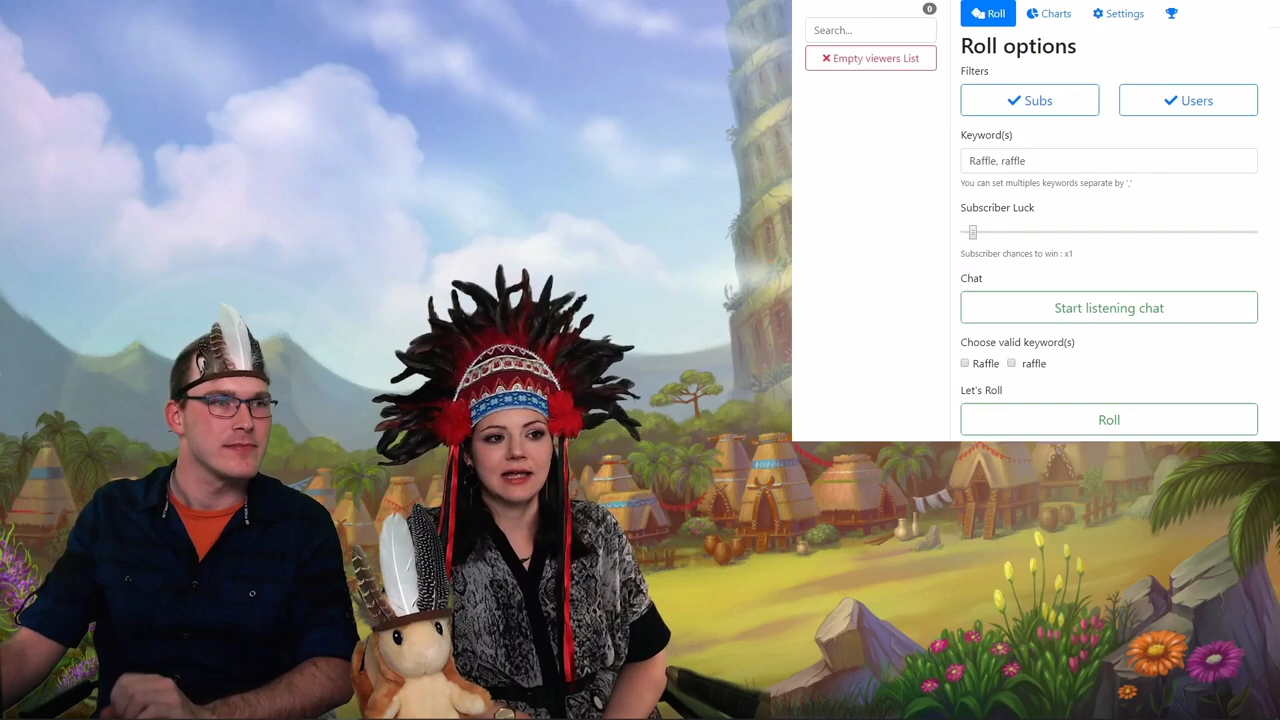 0
Search...
Empty viewers List
Roll
Charts
Settings
Roll options
Filters
Subs
Users
Keyword(s)
Raffle, raffle
You can set multiples keywords separate by ','
Subscriber Luck
Subscriber chances to win : x1
Chat
Start listening chat
Choose valid keyword(s)
Raffle raffle
Let's Roll
Roll